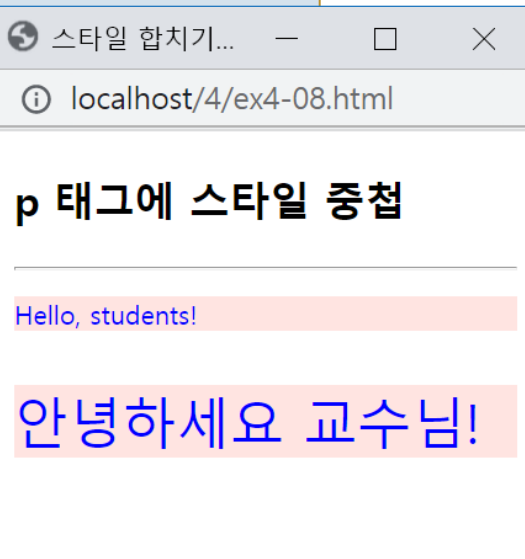 스타일 합치기...
localhost/4/ex4-08.html
p 태그에 스타일 중첩
Hello, students!
안녕하세요 교수님!